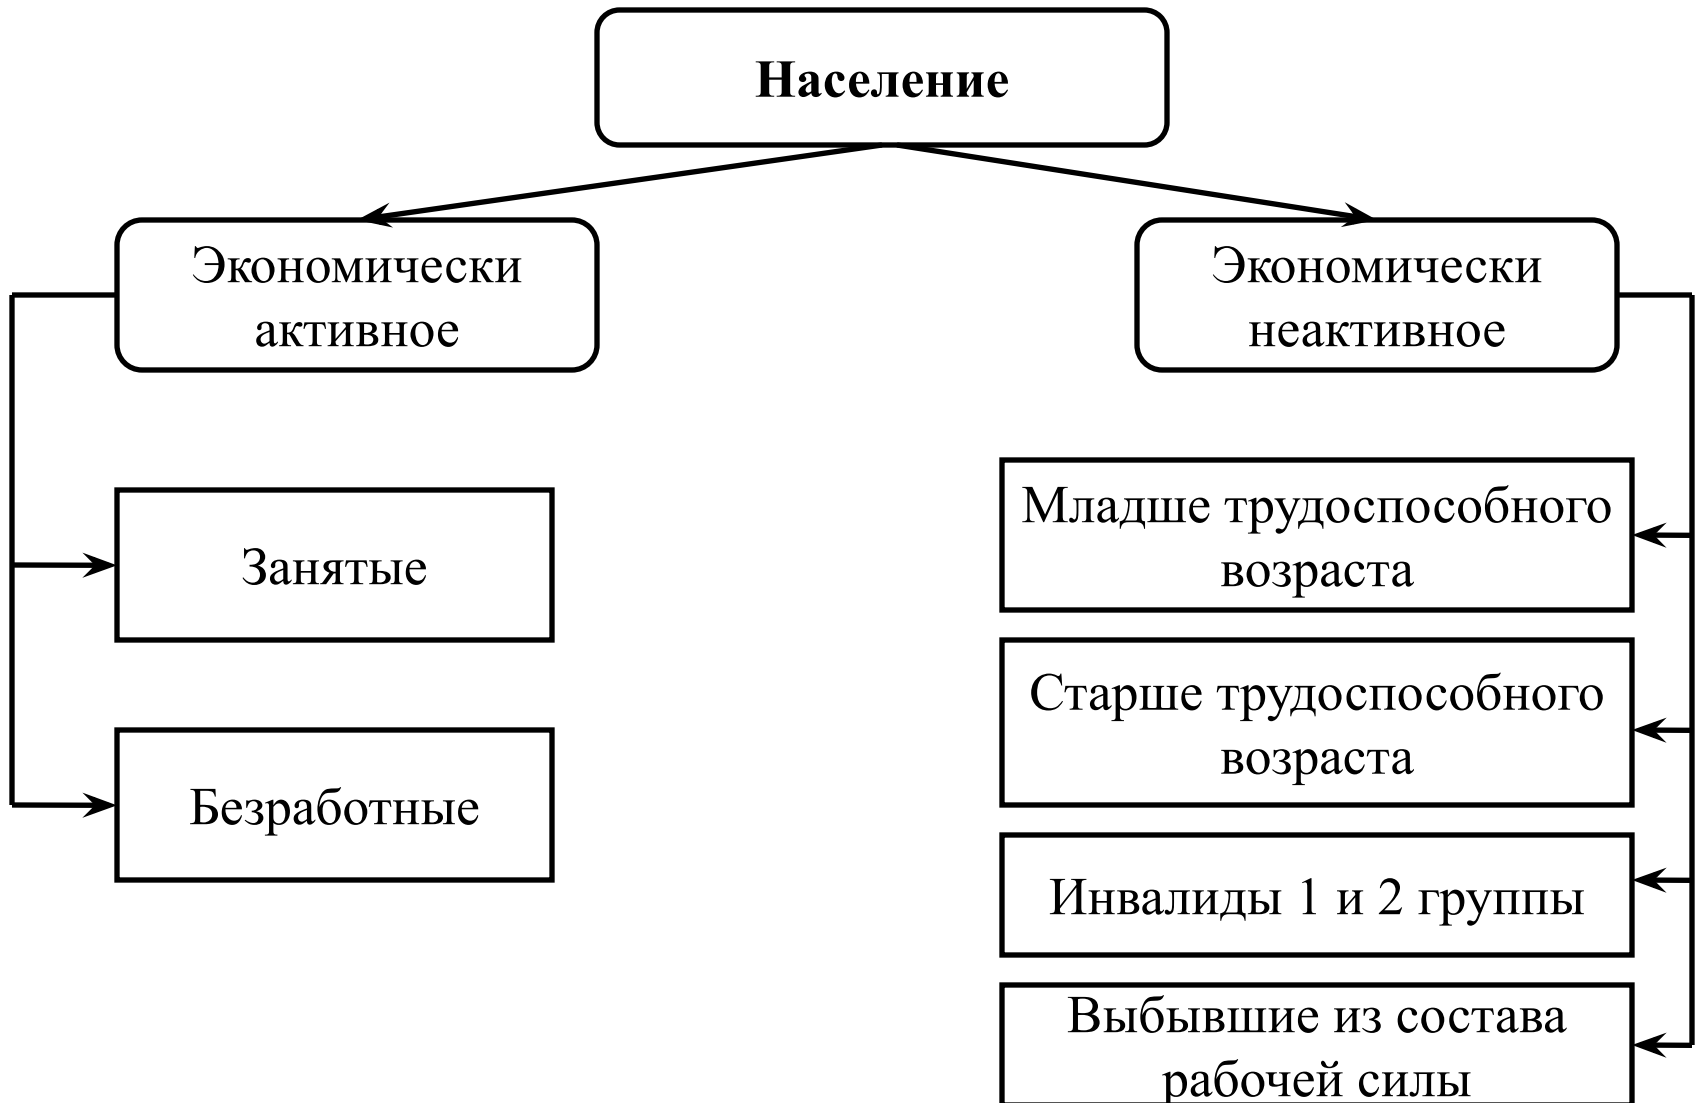 Население
Экономически
активное
Экономически
неактивное
Занятые
Безработные
Младше трудоспособного
возраста
Старше трудоспособного
возраста
Инвалиды 1 и 2 группы
Выбывшие из состава
рабочей силы